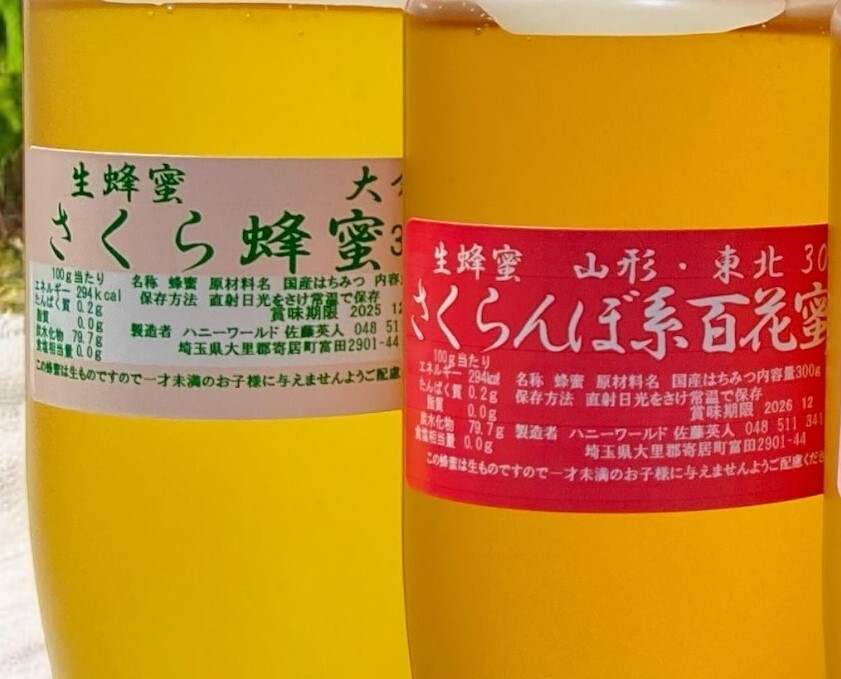 生蜂蜜 大
さくら蜂蜜 3
100g当たり
エネルギー 294kcal
たんぱく質 0.2g
脂質 0.0g
炭水化物 79.7g
食塩相当量 0.0g
名称 蜂蜜 原材料名 国産はちみつ 内容
保存方法 直射日光をさけ常温で保存
賞味期限 2025 12
製造者 ハニーワールド 佐藤英人 048 51
埼玉県大里郡寄居町富田2901-44
この蜂蜜は生ものですので一才未満のお子様に与えませんようご配慮
生蜂蜜 山形・東北 30
さくらんぼ系百花蜜
100g当たり
エネルギー 294kcal
たんぱく質 0.2g
脂質 0.0g
炭水化物 79.7g
食塩相当量 0.0g
名称 蜂蜜 原材料名 国産はちみつ内容量300g
保存方法 直射日光をさけ常温で保存
賞味期限 2026 12
製造者 ハニーワールド 佐藤英人 048 511 341
埼玉県大里郡寄居町富田2901-44
この蜂蜜は生ものですので一才未満のお子様に与えませんようご配慮くださ